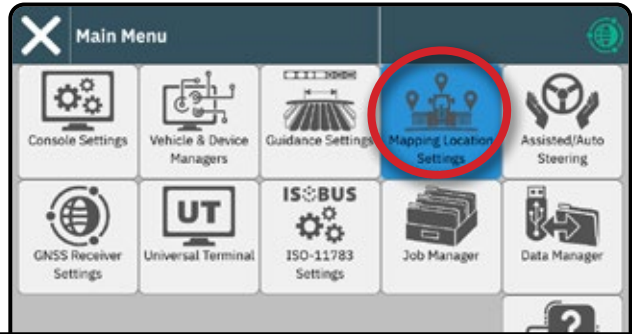 Main Menu
Console Settings
Vehicle & Device
Managers
Guidance Settings
Mapping Location
Settings
Assisted/Auto
Steering
GNSS Receiver
Settings
UT
Universal Terminal
ISOBUS
ISO-11783
Settings
Job Manager
Data Manager
?